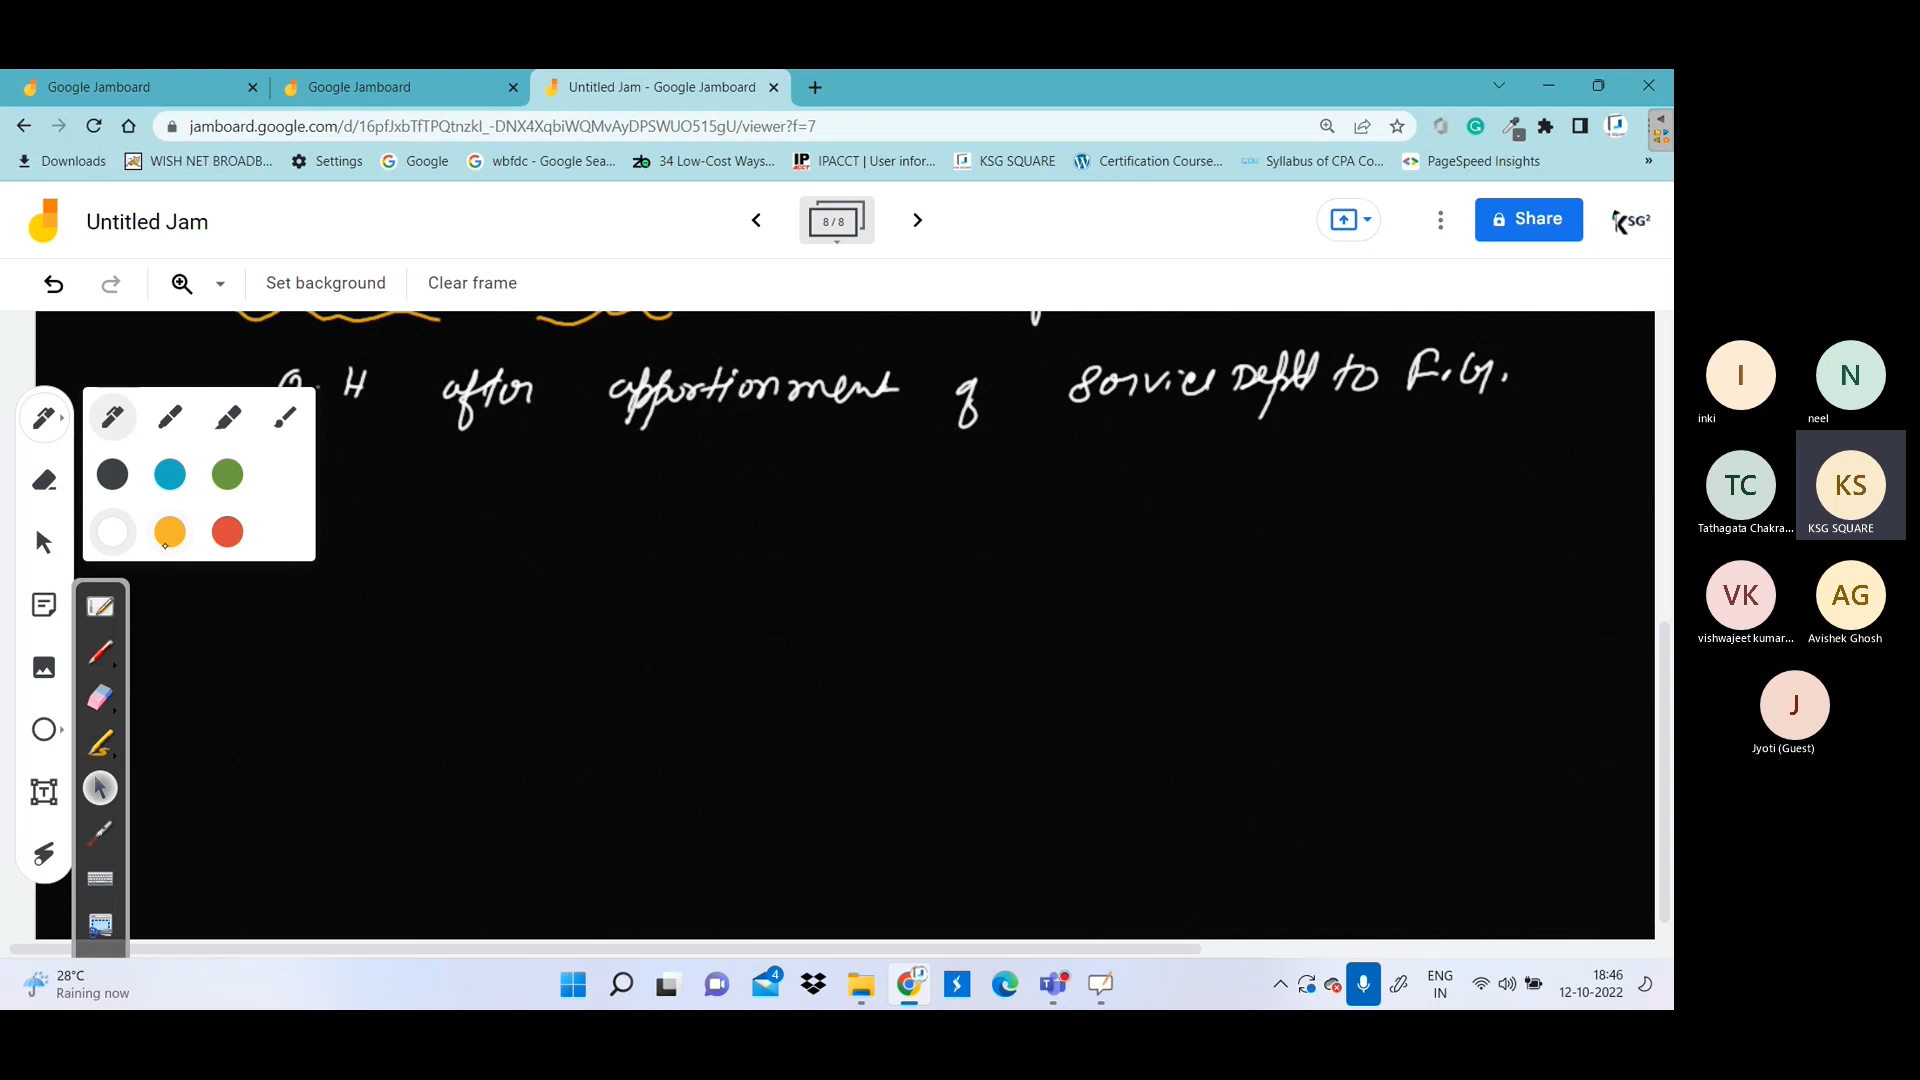 Google Jamboard Google Jamboard Untitled Jam - Google Jamboard
jamboard.google.com/d/16pfJxbTfTPQtnzkI_-DNX4XqbiWQMvAyDPSWUO515gU/viewer?f=7
Downloads WISH NET BROADB... Settings Google wbfdc - Google Sea... 34 Low-Cost Ways... IPACCT | User infor... KSG SQUARE Certification Course... Syllabus of CPA Co... PageSpeed Insights »
Untitled Jam 8 / 8 Share KSG²
Set background Clear frame
O.H after apportionment of Service Deptt to F.G.
I N
inki neel
TC KS
Tathagata Chakra... KSG SQUARE
VK AG
vishwajeet kumar... Avishek Ghosh
J
Jyoti (Guest)
28°C
Raining now
4
ENG
IN
18:46
12-10-2022